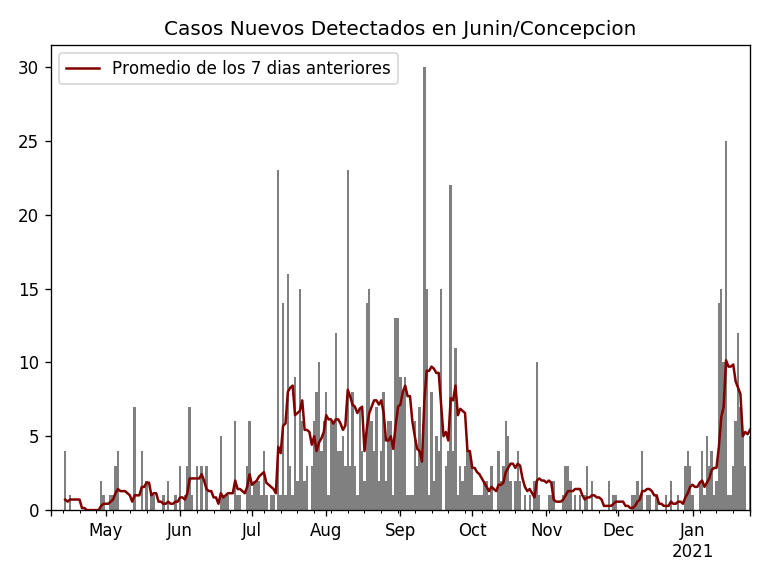 Casos Nuevos Detectados en Junin/Concepcion
Promedio de los 7 dias anteriores
30
25
20
15
10
5
0
May Jun Jul Aug Sep Oct Nov Dec Jan
2021